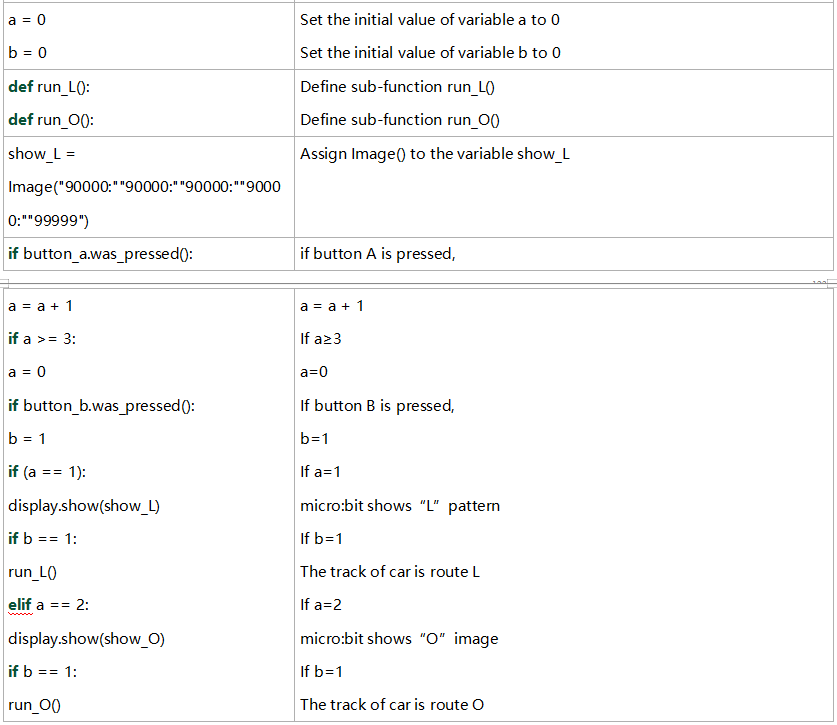 a = 0
Set the initial value of variable a to 0
b = 0
Set the initial value of variable b to 0
def run_L():
Define sub-function run_L()
def run_O():
Define sub-function run_O()
show_L =
Assign Image() to the variable show_L
Image("90000:""90000:""90000:""9000
0:""99999")
if button_a.was_pressed():
if button A is pressed,
a = a + 1
a = a + 1
if a >= 3:
If a≥3
a = 0
a=0
if button_b.was_pressed():
If button B is pressed,
b = 1
b=1
if (a == 1):
If a=1
display.show(show_L)
micro:bit shows “L” pattern
if b == 1:
If b=1
run_L()
The track of car is route L
elif a == 2:
If a=2
display.show(show_O)
micro:bit shows “O” image
if b == 1:
If b=1
run_O()
The track of car is route O